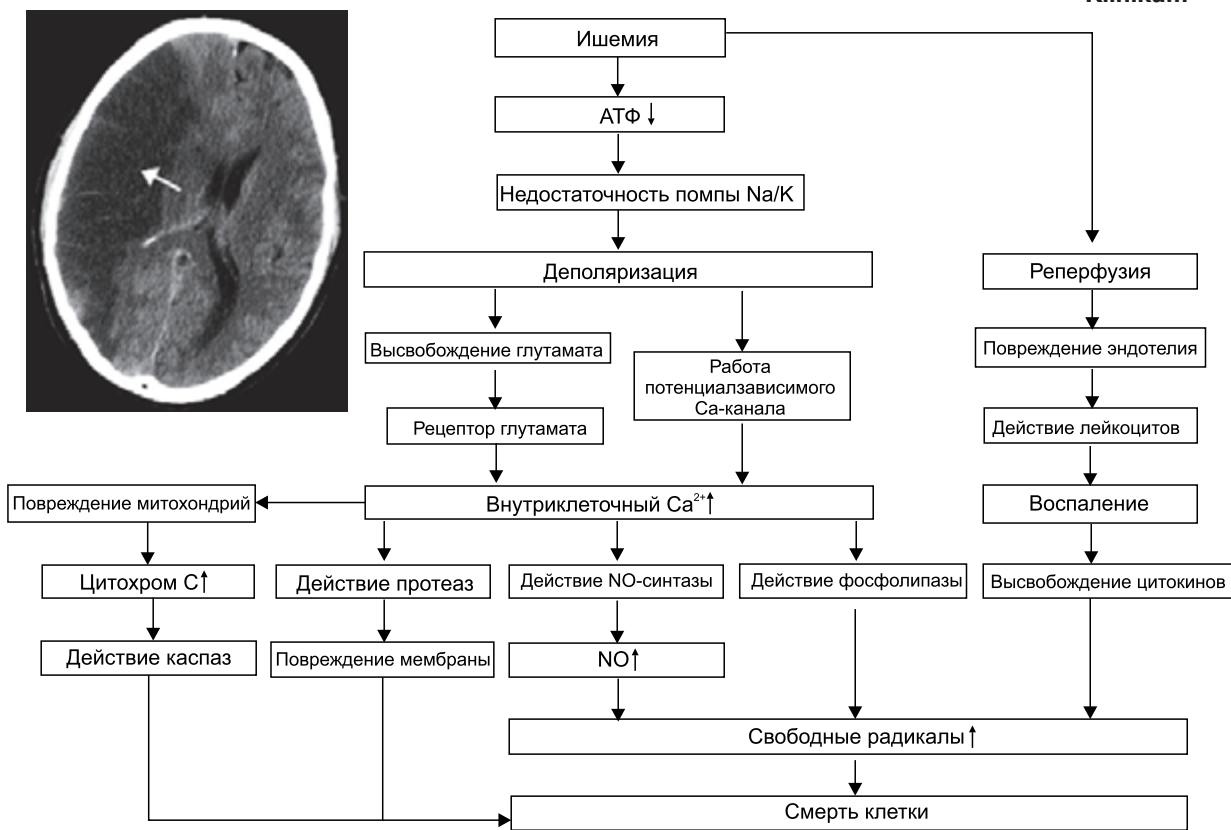 Ишемия
АТФ↓
Недостаточность помпы Na/K
Деполяризация
Реперфузия
Высвобождение глутамата
Работа
потенциалзависимого
Са-канала
Повреждение эндотелия
Рецептор глутамата
Действие лейкоцитов
Повреждение митохондрий
Внутриклеточный Са²⁺↑
Воспаление
Цитохром С↑
Действие протеаз
Действие NO-синтазы
Действие фосфолипазы
Высвобождение цитокинов
Действие каспаз
Повреждение мембраны
NO↑
Свободные радикалы↑
Смерть клетки